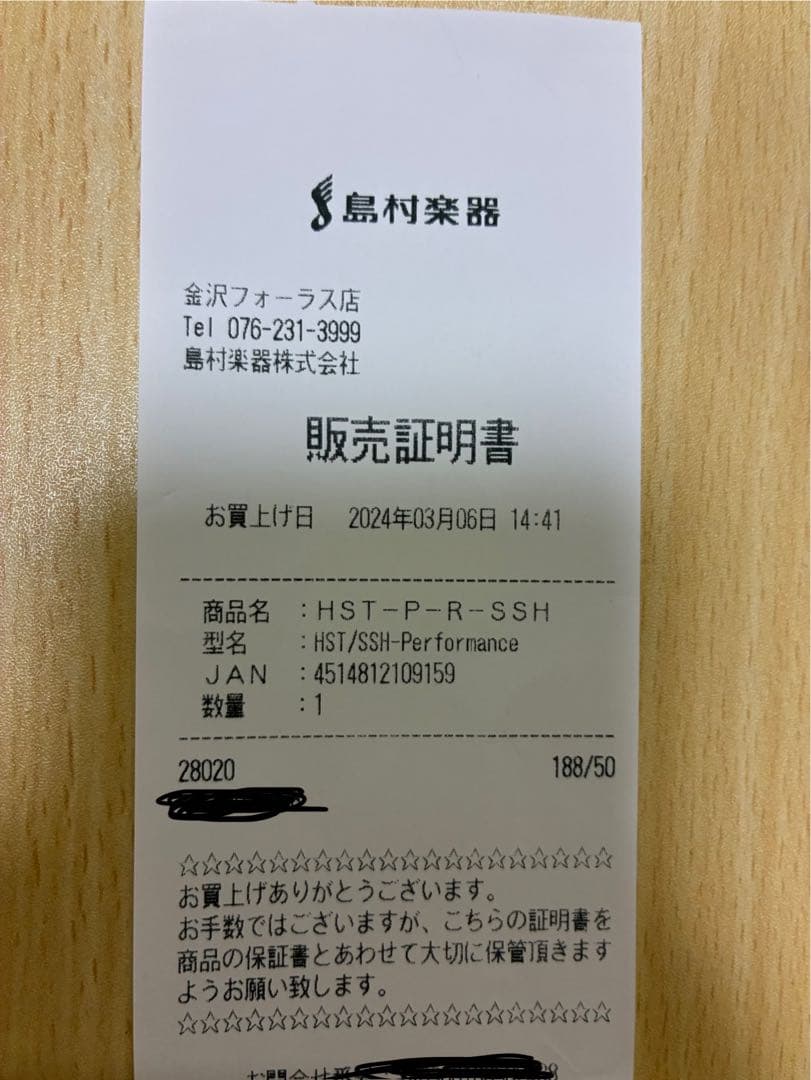 島村楽器
金沢フォーラス店
Tel 076-231-3999
島村楽器株式会社
販売証明書
お買上げ日 2024年03月06日 14:41
商品名 :HST-P-R-SSH
型名 :HST/SSH-Performance
JAN :4514812109159
数量 :1
28020 188/50
☆☆☆☆☆☆☆☆☆☆☆☆☆☆☆☆☆☆☆
お買上げありがとうございます。
お手数ではございますが、こちらの証明書を
商品の保証書とあわせて大切に保管頂きます
ようお願い致します。
☆☆☆☆☆☆☆☆☆☆☆☆☆☆☆☆☆☆☆
お問合せ番